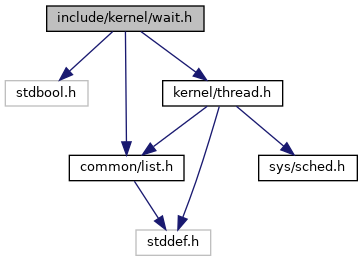 include/kernel/wait.h
stdbool.h
kernel/thread.h
common/list.h
sys/sched.h
stddef.h